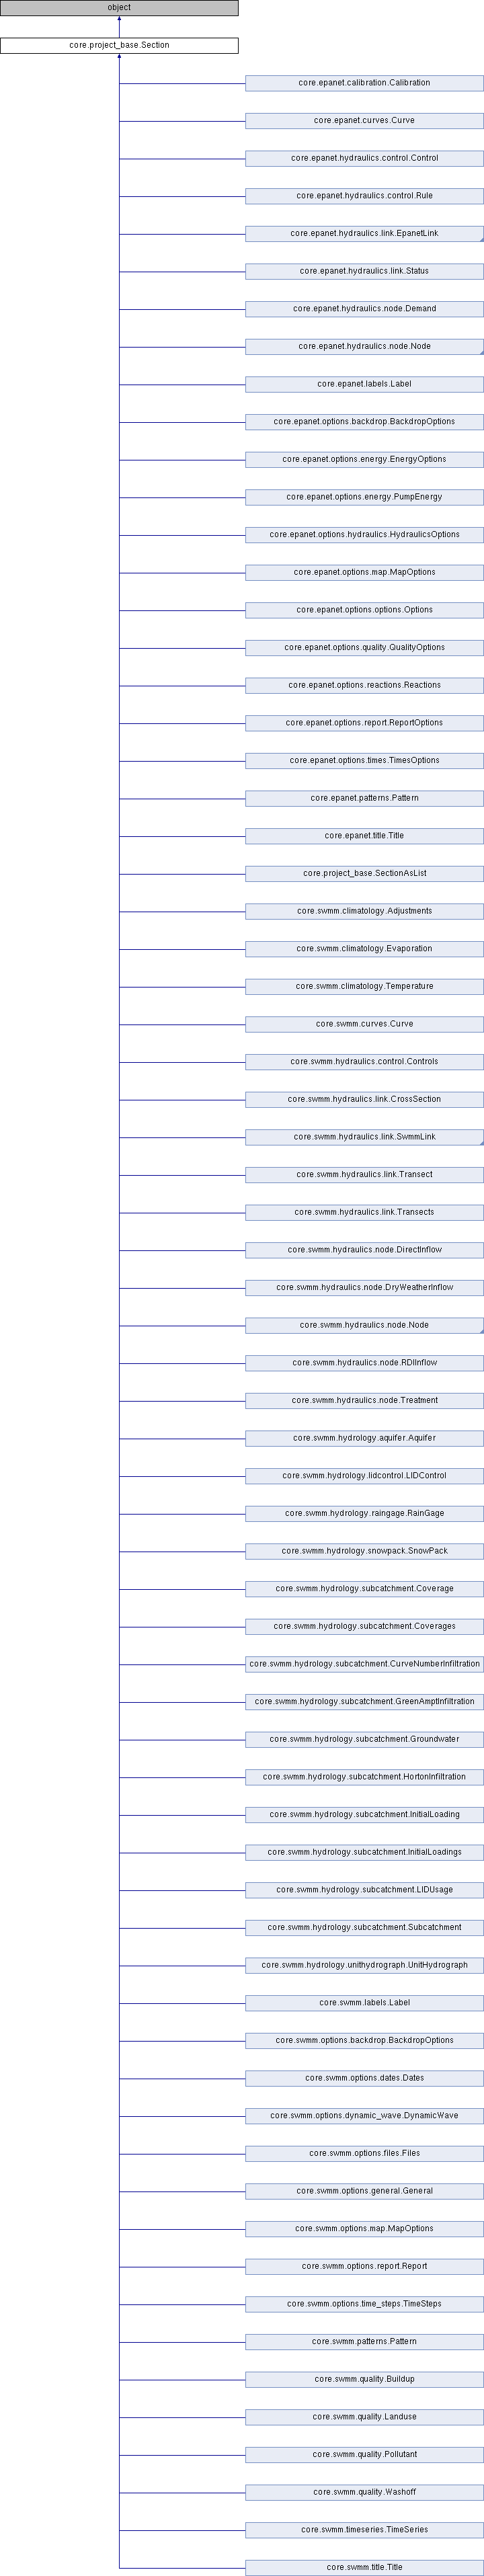 object
core.project_base.Section
core.epanet.calibration.Calibration
core.epanet.curves.Curve
core.epanet.hydraulics.control.Control
core.epanet.hydraulics.control.Rule
core.epanet.hydraulics.link.EpanetLink
core.epanet.hydraulics.link.Status
core.epanet.hydraulics.node.Demand
core.epanet.hydraulics.node.Node
core.epanet.labels.Label
core.epanet.options.backdrop.BackdropOptions
core.epanet.options.energy.EnergyOptions
core.epanet.options.energy.PumpEnergy
core.epanet.options.hydraulics.HydraulicsOptions
core.epanet.options.map.MapOptions
core.epanet.options.options.Options
core.epanet.options.quality.QualityOptions
core.epanet.options.reactions.Reactions
core.epanet.options.report.ReportOptions
core.epanet.options.times.TimesOptions
core.epanet.patterns.Pattern
core.epanet.title.Title
core.project_base.SectionAsList
core.swmm.climatology.Adjustments
core.swmm.climatology.Evaporation
core.swmm.climatology.Temperature
core.swmm.curves.Curve
core.swmm.hydraulics.control.Controls
core.swmm.hydraulics.link.CrossSection
core.swmm.hydraulics.link.SwmmLink
core.swmm.hydraulics.link.Transect
core.swmm.hydraulics.link.Transects
core.swmm.hydraulics.node.DirectInflow
core.swmm.hydraulics.node.DryWeatherInflow
core.swmm.hydraulics.node.Node
core.swmm.hydraulics.node.RDIInflow
core.swmm.hydraulics.node.Treatment
core.swmm.hydrology.aquifer.Aquifer
core.swmm.hydrology.lidcontrol.LIDControl
core.swmm.hydrology.raingage.RainGage
core.swmm.hydrology.snowpack.SnowPack
core.swmm.hydrology.subcatchment.Coverage
core.swmm.hydrology.subcatchment.Coverages
core.swmm.hydrology.subcatchment.CurveNumberInfiltration
core.swmm.hydrology.subcatchment.GreenAmptInfiltration
core.swmm.hydrology.subcatchment.Groundwater
core.swmm.hydrology.subcatchment.HortonInfiltration
core.swmm.hydrology.subcatchment.InitialLoading
core.swmm.hydrology.subcatchment.InitialLoadings
core.swmm.hydrology.subcatchment.LIDUsage
core.swmm.hydrology.subcatchment.Subcatchment
core.swmm.hydrology.unithydrograph.UnitHydrograph
core.swmm.labels.Label
core.swmm.options.backdrop.BackdropOptions
core.swmm.options.dates.Dates
core.swmm.options.dynamic_wave.DynamicWave
core.swmm.options.files.Files
core.swmm.options.general.General
core.swmm.options.map.MapOptions
core.swmm.options.report.Report
core.swmm.options.time_steps.TimeSteps
core.swmm.patterns.Pattern
core.swmm.quality.Buildup
core.swmm.quality.Landuse
core.swmm.quality.Pollutant
core.swmm.quality.Washoff
core.swmm.timeseries.TimeSeries
core.swmm.title.Title